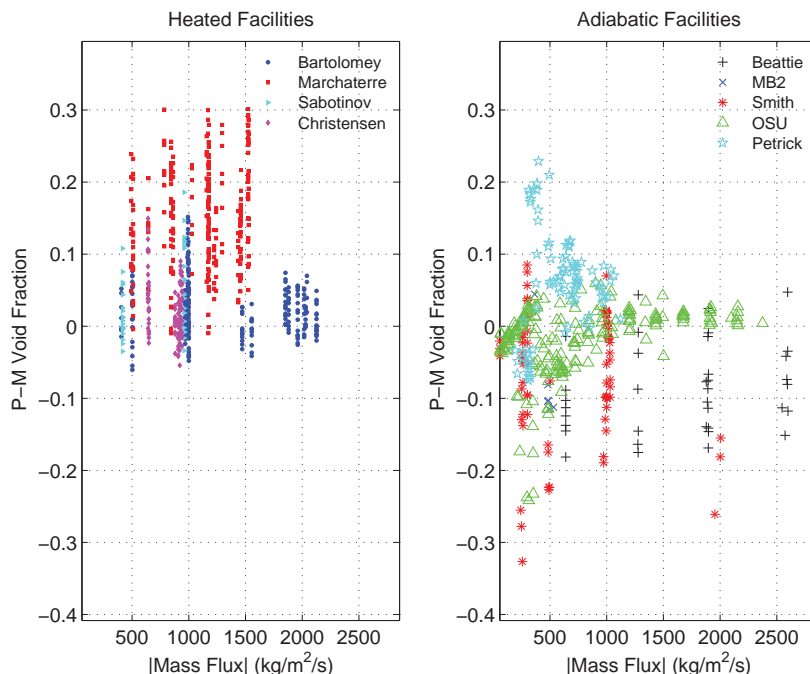 Heated Facilities
Bartolomey
Marchaterre
Sabotinov
Christensen
0.3
0.2
0.1
0
−0.1
−0.2
−0.3
−0.4
P−M Void Fraction
500 1000 1500 2000 2500
|Mass Flux| (kg/m²/s)
Adiabatic Facilities
Beattie
MB2
Smith
OSU
Petrick
0.3
0.2
0.1
0
−0.1
−0.2
−0.3
−0.4
P−M Void Fraction
500 1000 1500 2000 2500
|Mass Flux| (kg/m²/s)